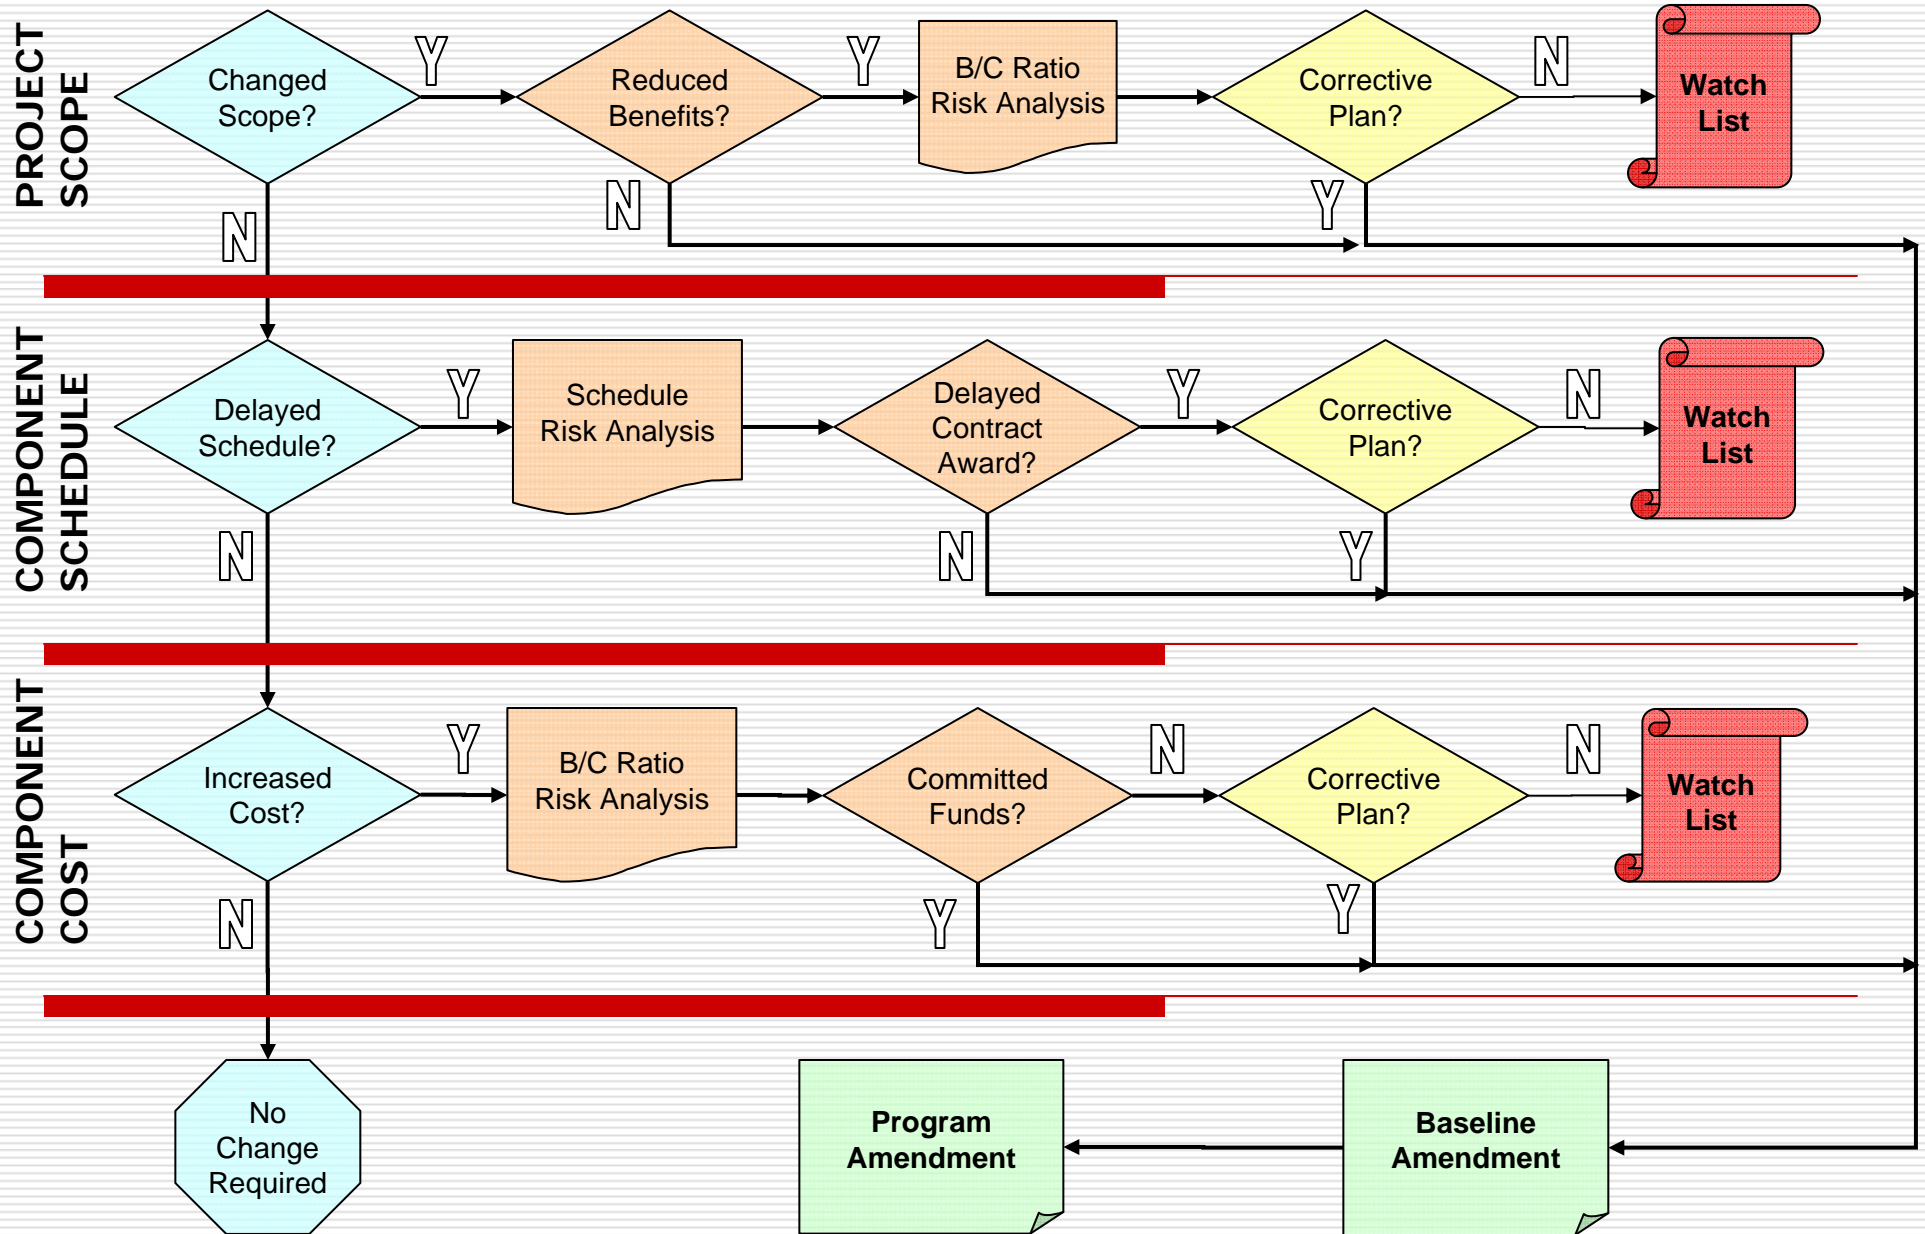 PROJECT
SCOPE
Changed
Scope?
Y
Reduced
Benefits?
Y
B/C Ratio
Risk Analysis
Corrective
Plan?
N
Watch
List
N
N
Y
COMPONENT
SCHEDULE
Delayed
Schedule?
Y
Schedule
Risk Analysis
Delayed
Contract
Award?
Y
Corrective
Plan?
N
Watch
List
N
N
Y
COMPONENT
COST
Increased
Cost?
Y
B/C Ratio
Risk Analysis
Committed
Funds?
N
Corrective
Plan?
N
Watch
List
N
Y
Y
No
Change
Required
Program
Amendment
Baseline
Amendment